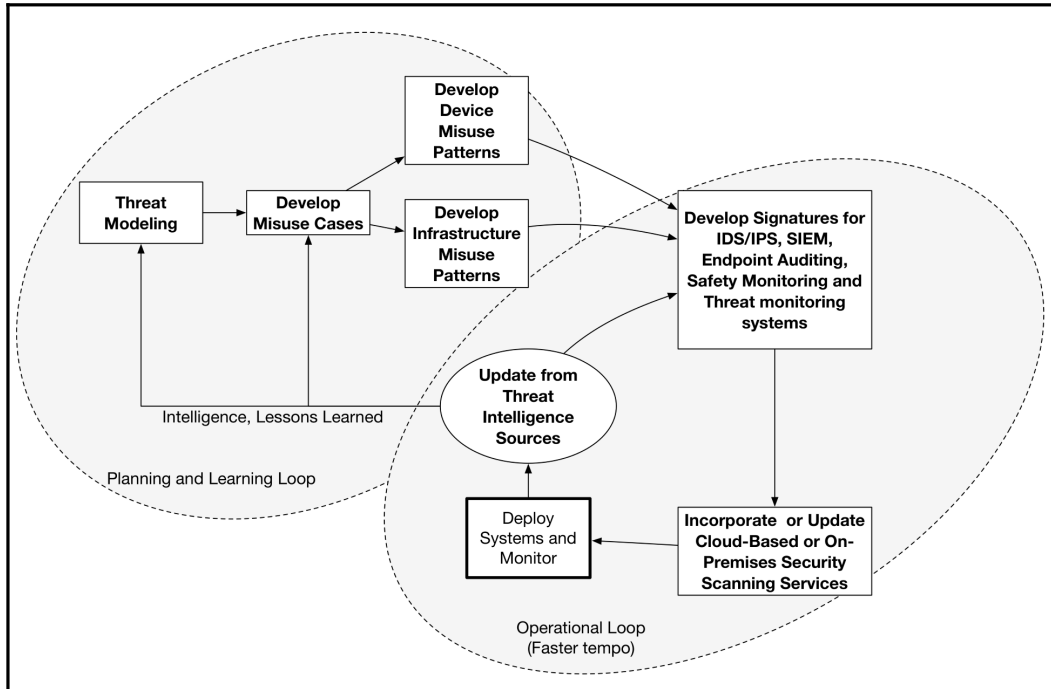 Develop
Device
Misuse
Patterns
Threat
Modeling
Develop
Misuse Cases
Develop
Infrastructure
Misuse
Patterns
Develop Signatures for
IDS/IPS, SIEM,
Endpoint Auditing,
Safety Monitoring and
Threat monitoring
systems
Update from
Threat
Intelligence
Sources
Intelligence, Lessons Learned
Planning and Learning Loop
Deploy
Systems and
Monitor
Incorporate or Update
Cloud-Based or On-
Premises Security
Scanning Services
Operational Loop
(Faster tempo)